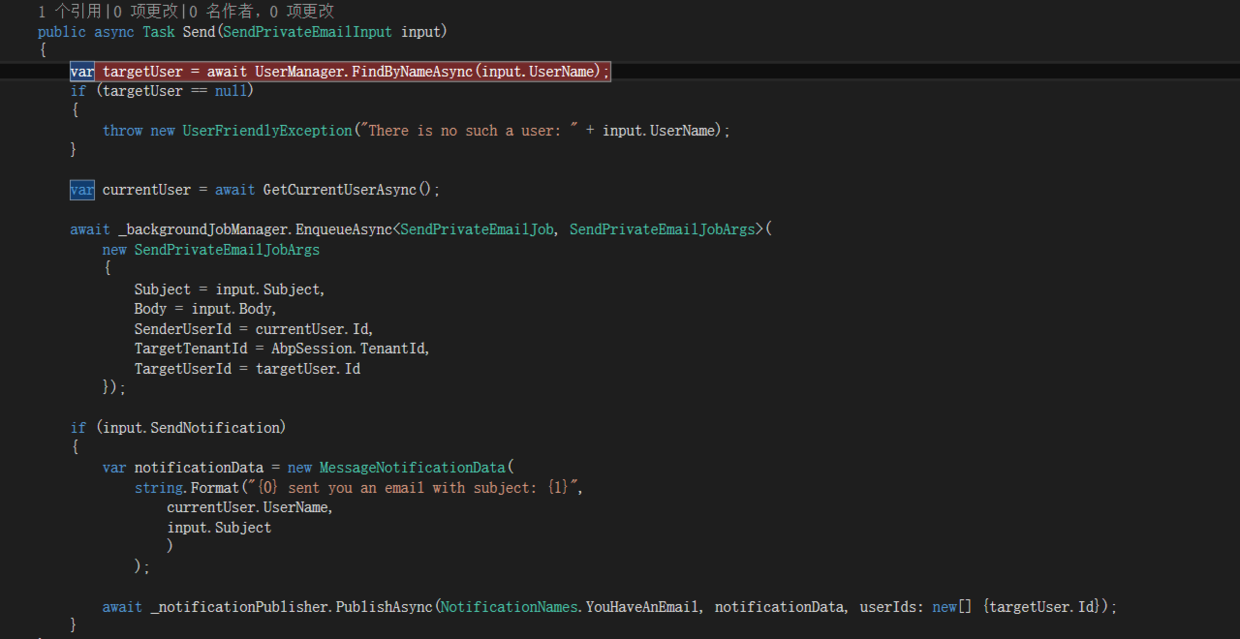 1 个引用|0 项更改|0 名作者, 0 项更改
public async Task Send(SendPrivateEmailInput input)
{
var targetUser = await UserManager.FindByNameAsync(input.UserName);
if (targetUser == null)
{
throw new UserFriendlyException("There is no such a user: " + input.UserName);
}
var currentUser = await GetCurrentUserAsync();
await _backgroundJobManager.EnqueueAsync<SendPrivateEmailJob, SendPrivateEmailJobArgs>(
new SendPrivateEmailJobArgs
{
Subject = input.Subject,
Body = input.Body,
SenderUserId = currentUser.Id,
TargetTenantId = AbpSession.TenantId,
TargetUserId = targetUser.Id
});
if (input.SendNotification)
{
var notificationData = new MessageNotificationData(
string.Format("{0} sent you an email with subject: {1}",
currentUser.UserName,
input.Subject
)
);
await _notificationPublisher.PublishAsync(NotificationNames.YouHaveAnEmail, notificationData, userIds: new[] {targetUser.Id});
}